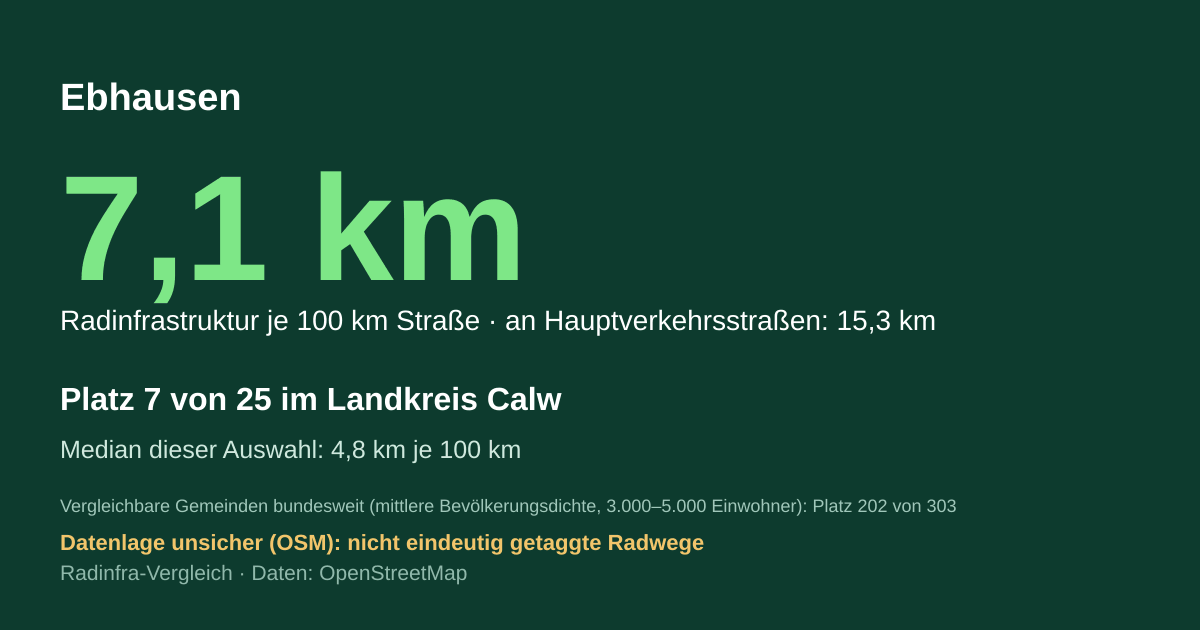 Ebhausen
7,1 km
Radinfrastruktur je 100 km Straße · an Hauptverkehrsstraßen: 15,3 km
Platz 7 von 25 im Landkreis Calw
Median dieser Auswahl: 4,8 km je 100 km
Vergleichbare Gemeinden bundesweit (mittlere Bevölkerungsdichte, 3.000–5.000 Einwohner): Platz 202 von 303
Datenlage unsicher (OSM): nicht eindeutig getaggte Radwege
Radinfra-Vergleich · Daten: OpenStreetMap